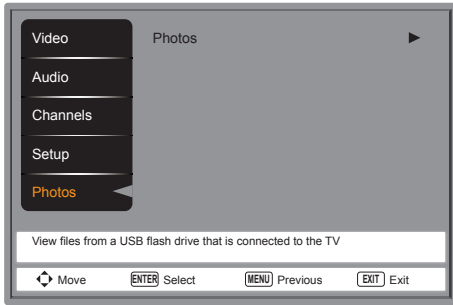 Video
Photos
Audio
Channels
Setup
Photos
View files from a USB flash drive that is connected to the TV
Move ENTER Select MENU Previous EXIT Exit